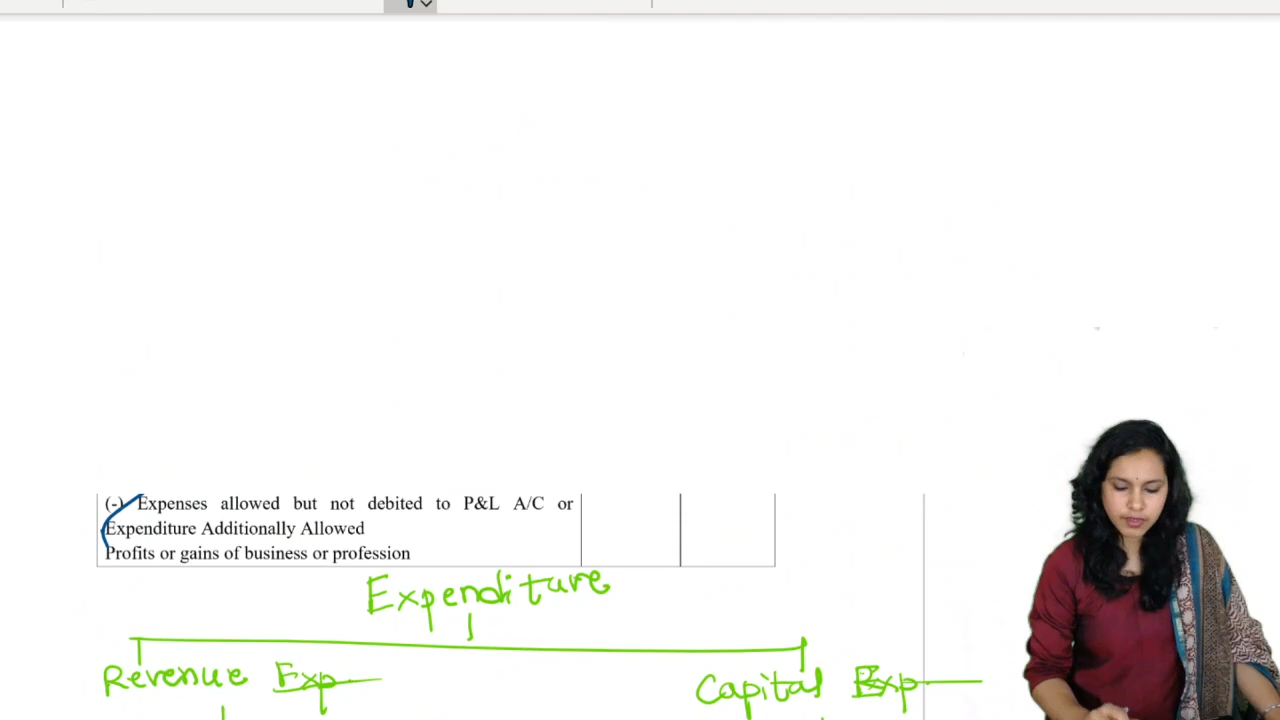 (-) Expenses allowed but not debited to P&L A/C or
Expenditure Additionally Allowed
Profits or gains of business or profession
Expenditure
Revenue Exp
Capital Exp